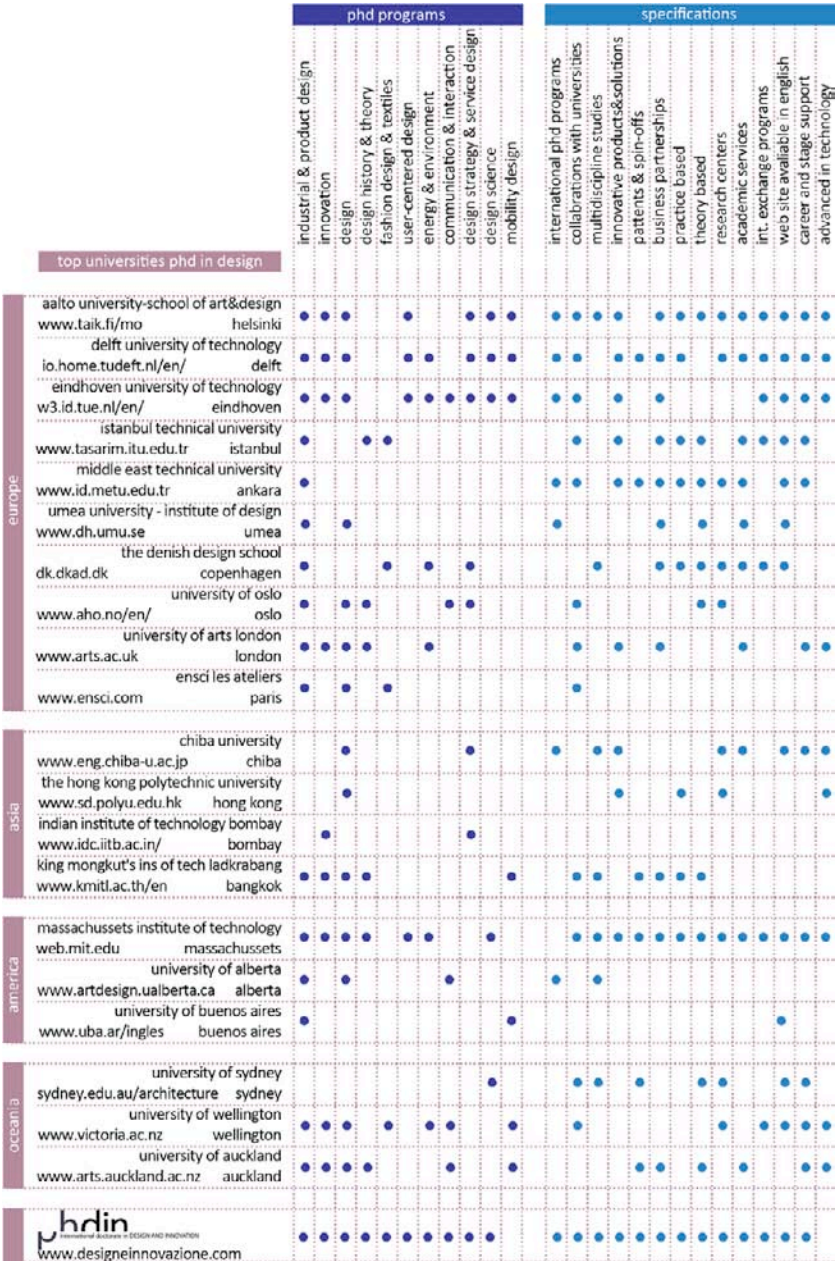 phd programs
specifications
industrial & product design
innovation
design
design history & theory
fashion design & textiles
user-centered design
energy & environment
communication & interaction
design strategy & service design
design science
mobility design
international phd programs
collabrations with universities
multidiscipline studies
innovative products&solutions
pattents & spin-offs
business partnerships
practice based
theory based
research centers
academic services
int. exchange programs
web site avaliable in english
career and stage support
advanced in technology
top universities phd in design
europe
aalto university-school of art&design
www.taik.fi/mo helsinki
delft university of technology
io.home.tudeft.nl/en/ delft
eindhoven university of technology
w3.id.tue.nl/en/ eindhoven
istanbul technical university
www.tasarim.itu.edu.tr istanbul
middle east technical university
www.id.metu.edu.tr ankara
umea university - institute of design
www.dh.umu.se umea
the denish design school
dk.dkad.dk copenhagen
university of oslo
www.aho.no/en/ oslo
university of arts london
www.arts.ac.uk london
ensci les ateliers
www.ensci.com paris
asia
chiba university
www.eng.chiba-u.ac.jp chiba
the hong kong polytechnic university
www.sd.polyu.edu.hk hong kong
indian institute of technology bombay
www.idc.iitb.ac.in/ bombay
king mongkut's ins of tech ladkrabang
www.kmitl.ac.th/en bangkok
america
massachussets institute of technology
web.mit.edu massachussets
university of alberta
www.artdesign.ualberta.ca alberta
university of buenos aires
www.uba.ar/ingles buenos aires
oceania
university of sydney
sydney.edu.au/architecture sydney
university of wellington
www.victoria.ac.nz wellington
university of auckland
www.arts.auckland.ac.nz auckland
phdin
international doctorate in DESIGN AND INNOVATION
www.designeinnovazione.com